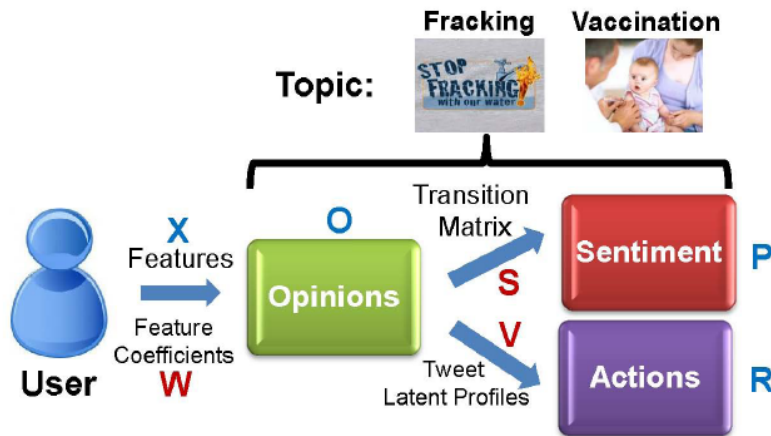 Fracking Vaccination
Topic:
STOP
FRACKING
with our water
X
Features
Feature
Coefficients
W
User
O
Opinions
Transition
Matrix
S
V
Tweet
Latent Profiles
Sentiment
P
Actions
R